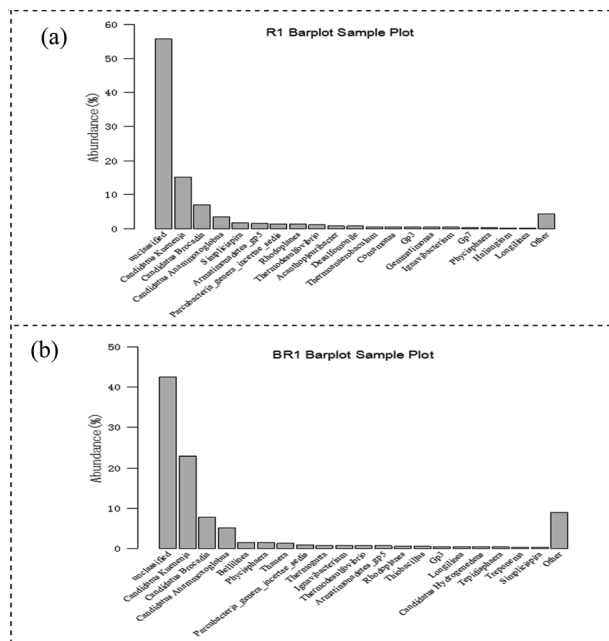 (a)
R1 Barplot Sample Plot
60
50
40
30
20
10
0
Abundance(%)
unclassified
Candidatus Kuenenia
Candidatus Brocadia
Candidatus Anammoxoglobus
Simplicispira
Armatimonadetes_gp5
Parcubacteria_genera_incertae_sedis
Rhodoplanes
Thermodesulfovibrio
Acanthopleuribacter
Desulfomonile
Thermoanaerobaculum
Comamonas
Gp3
Gemmatimonas
Ignavibacterium
Gp7
Phycisphaera
Haliangium
Longilinea
Other
(b)
BR1 Barplot Sample Plot
50
40
30
20
10
0
Abundance(%)
unclassified
Candidatus Kuenenia
Candidatus Brocadia
Candidatus Anammoxoglobus
Bellilinea
Phycisphaera
Thauera
Parcubacteria_genera_incertae_sedis
Thermogutta
Ignavibacterium
Thermodesulfovibrio
Armatimonadetes_gp5
Rhodoplanes
Thiobacillus
Gp3
Longilinea
Candidatus Hydrogenedens
Tepidisphaera
Treponema
Simplicispira
Other